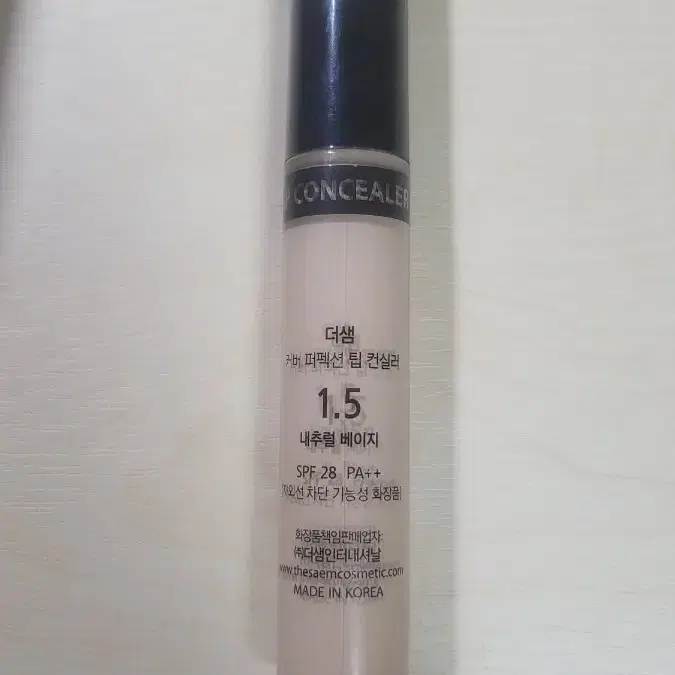 P CONCEALER
더샘
커버 퍼펙션 팁 컨실러
1.5
내추럴 베이지
SPF 28 PA++
[자외선 차단 기능성 화장품]
화장품책임판매업자:
㈜더샘인터내셔날
www.thesaemcosmetic.com
MADE IN KOREA